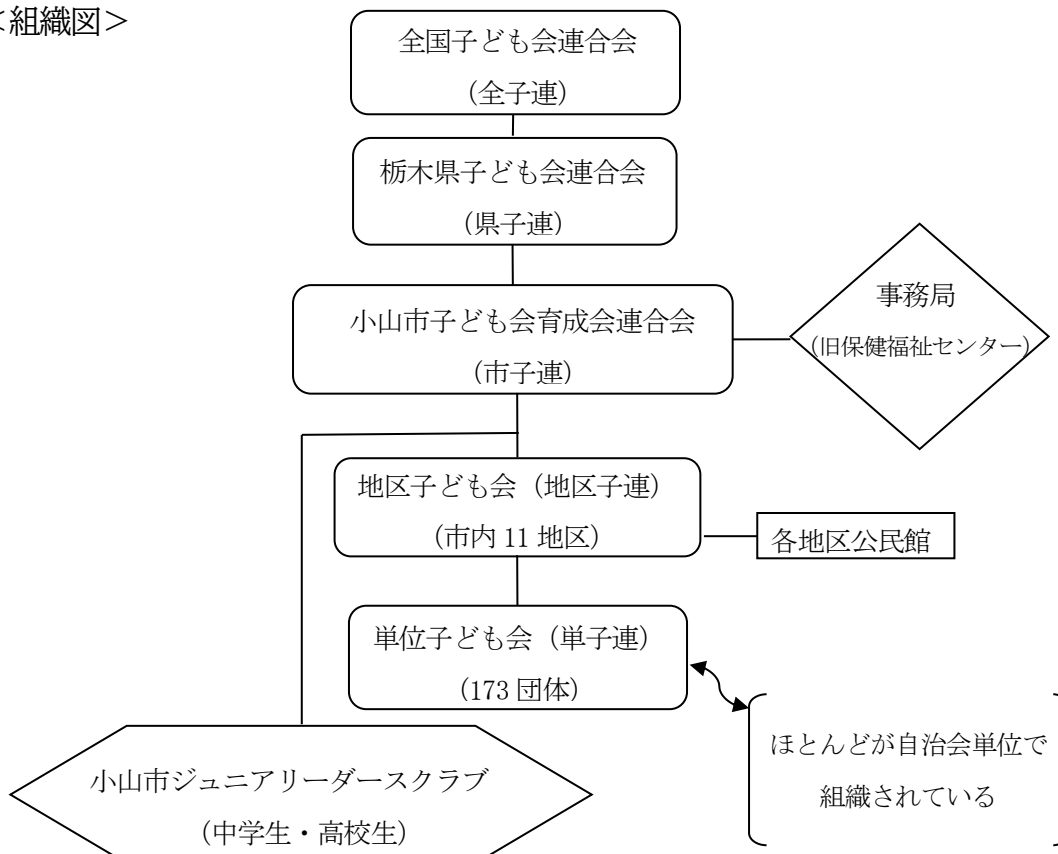 <組織図>
全国子ども会連合会
(全子連)
栃木県子ども会連合会
(県子連)
小山市子ども会育成会連合会
(市子連)
事務局
(旧保健福祉センター)
地区子ども会(地区子連)
(市内 11 地区)
各地区公民館
単位子ども会(単子連)
(173 団体)
ほとんどが自治会単位で
組織されている
小山市ジュニアリーダースクラブ
(中学生・高校生)